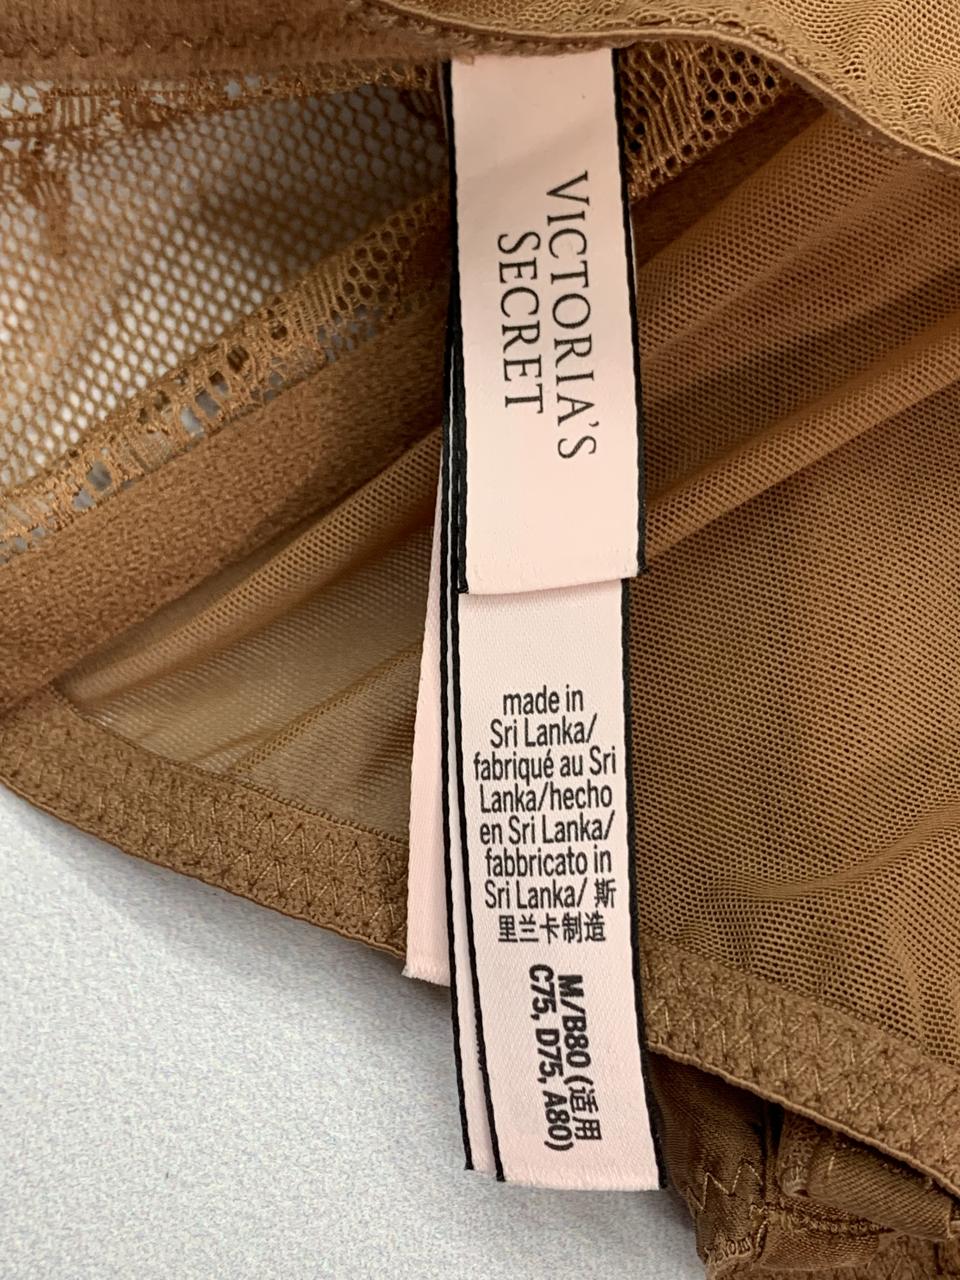 VICTORIA'S
SECRET
made in
Sri Lanka/
fabriqué au Sri
Lanka/hecho
en Sri Lanka/
fabbricato in
Sri Lanka/ 斯
里兰卡制造
M/B80 (适用
C75, D75, A80)